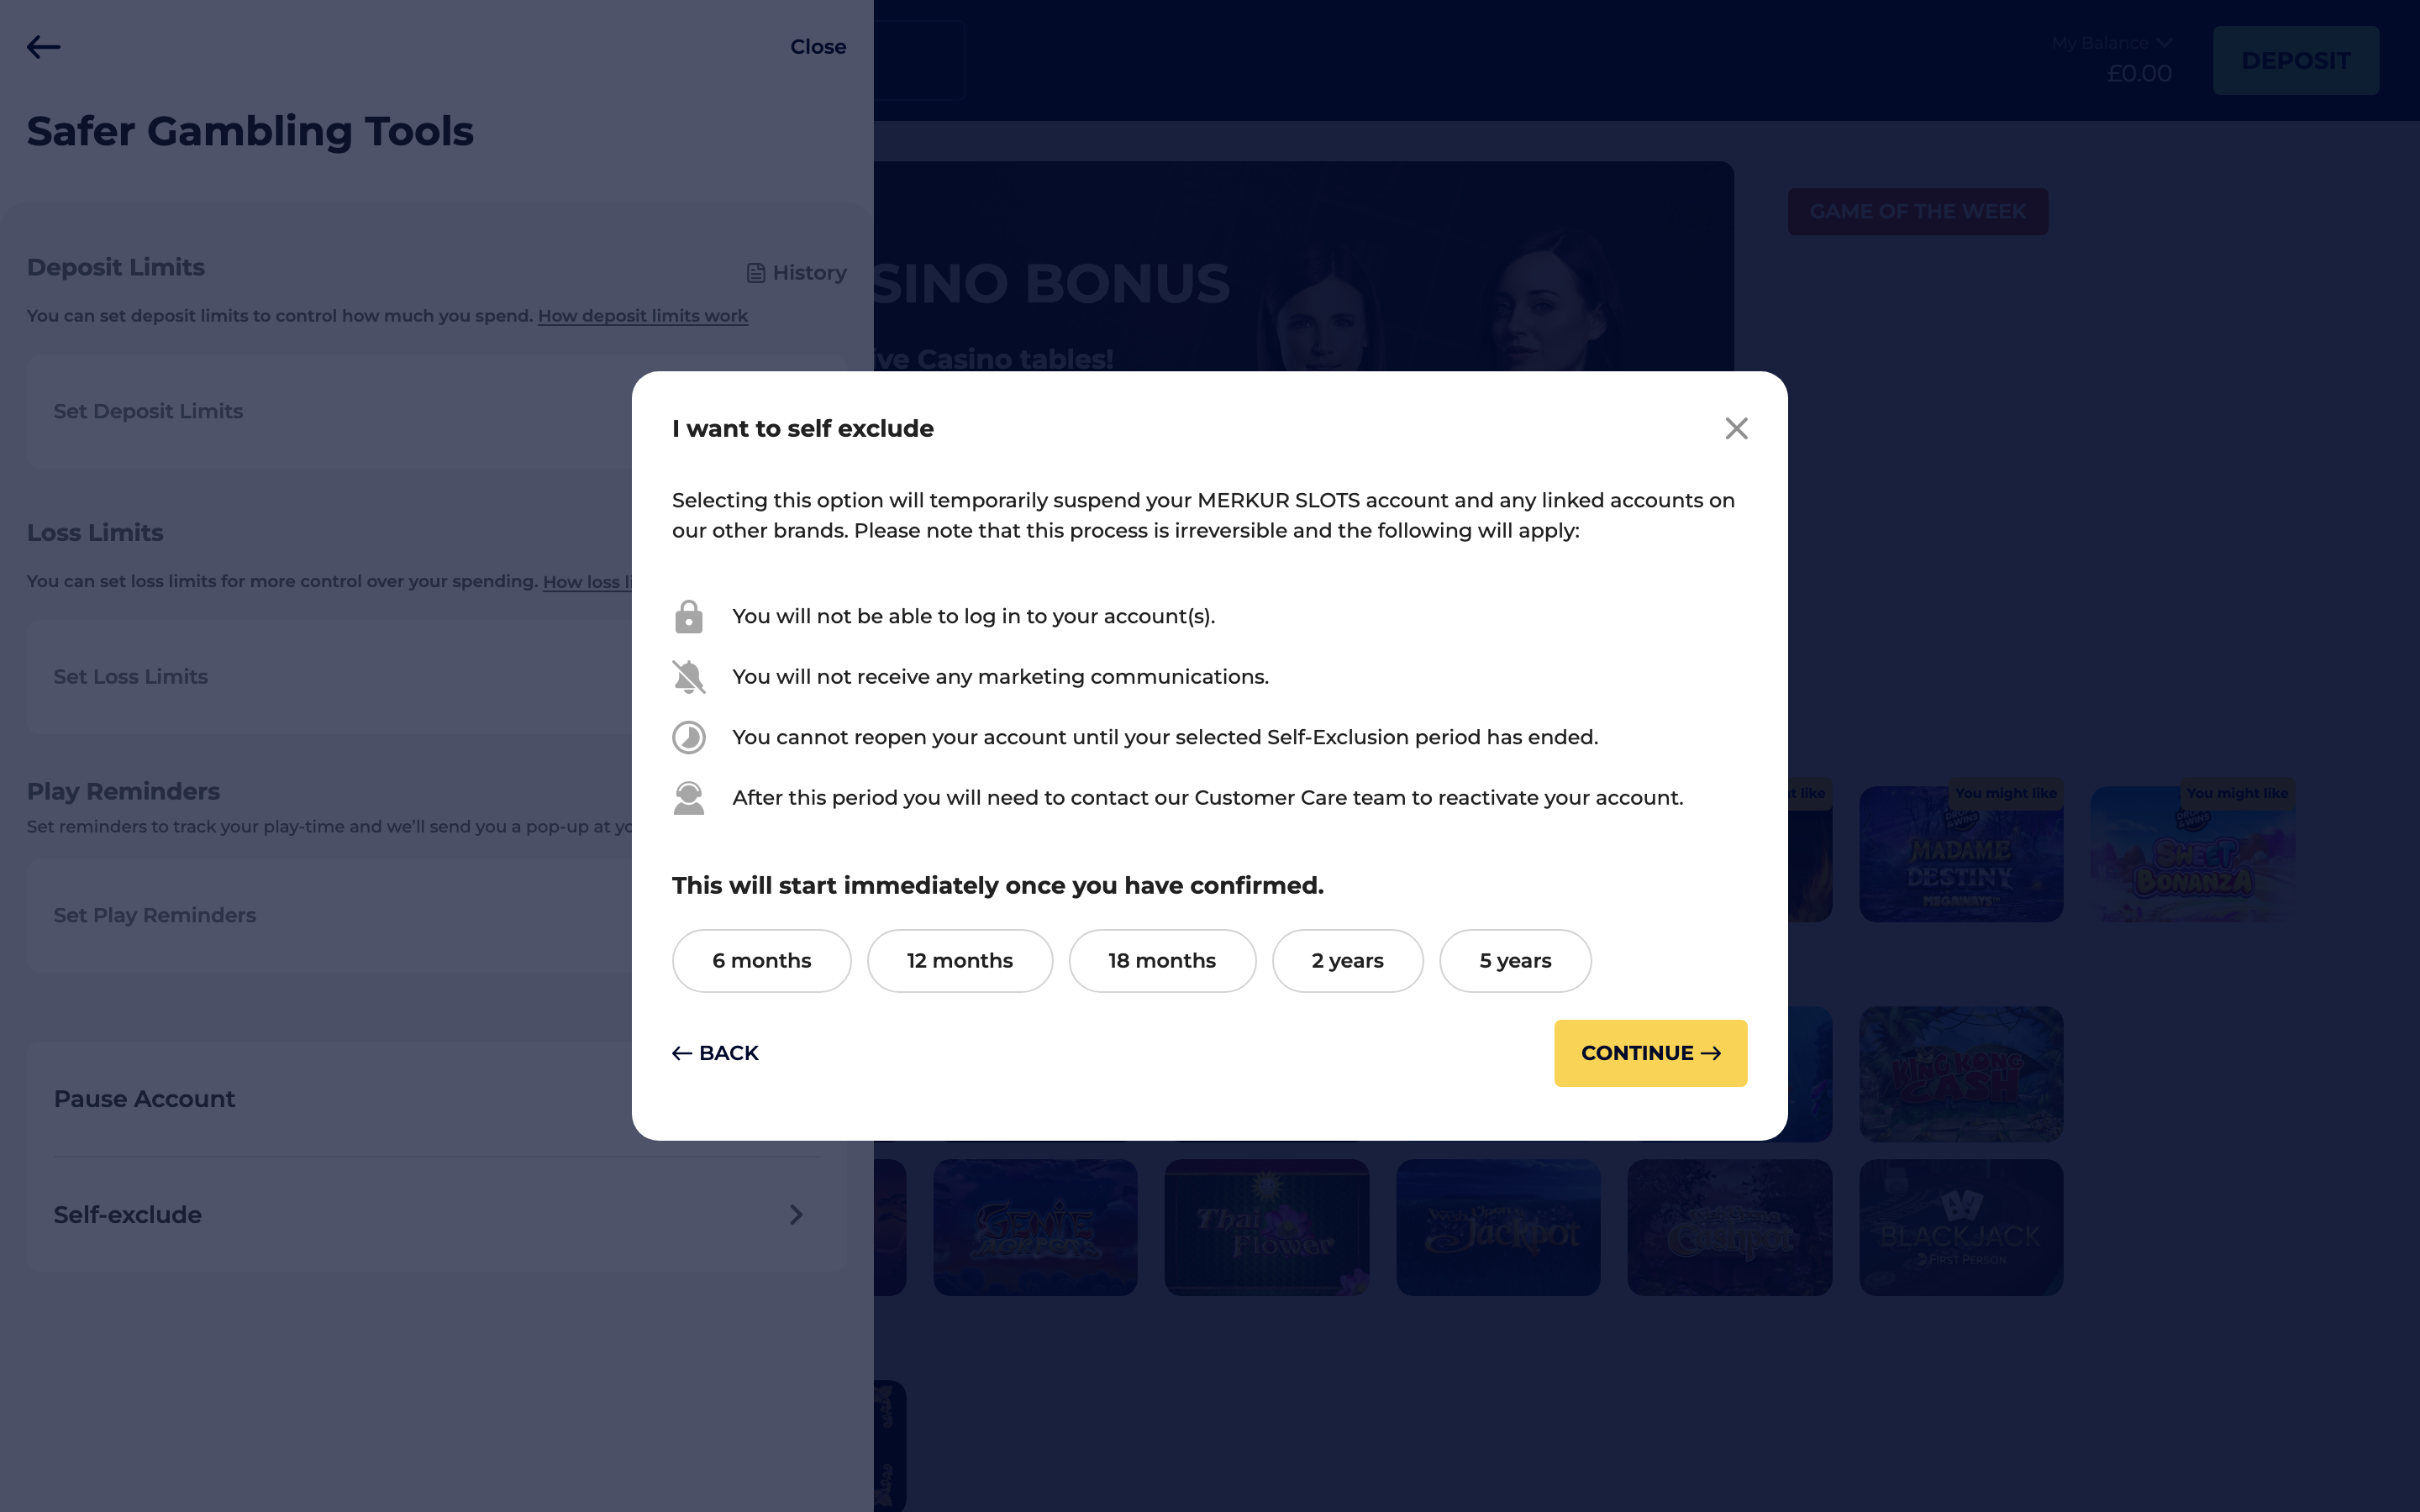 Close
My Balance
£0.00
DEPOSIT
Safer Gambling Tools
GAME OF THE WEEK
Deposit Limits
History
You can set deposit limits to control how much you spend. How deposit limits work
SINO BONUS
ive Casino tables!
Set Deposit Limits
Loss Limits
You can set loss limits for more control over your spending. How loss li
Set Loss Limits
Play Reminders
Set reminders to track your play-time and we'll send you a pop-up at yo
Set Play Reminders
Pause Account
Self-exclude
I want to self exclude
Selecting this option will temporarily suspend your MERKUR SLOTS account and any linked accounts on
our other brands. Please note that this process is irreversible and the following will apply:
You will not be able to log in to your account(s).
You will not receive any marketing communications.
You cannot reopen your account until your selected Self-Exclusion period has ended.
After this period you will need to contact our Customer Care team to reactivate your account.
This will start immediately once you have confirmed.
6 months
12 months
18 months
2 years
5 years
BACK
CONTINUE
t like
You might like
You might like
MADAME
DESTINY
MEGAWAYS
SWEET
BONANZA
KING KONG
CASH
GENIE
JACKPOTS
Thai
Flower
Wish Upon a
Jackpot
BLACKJACK
FIRST PERSON